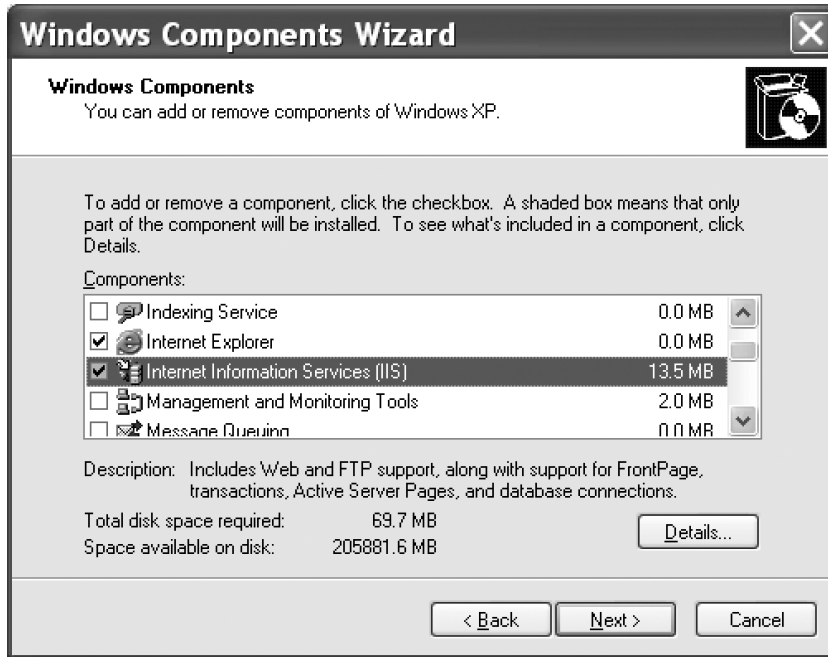 Windows Components Wizard
Windows Components
You can add or remove components of Windows XP.
To add or remove a component, click the checkbox. A shaded box means that only
part of the component will be installed. To see what's included in a component, click
Details.
Components:
Indexing Service 0.0 MB
Internet Explorer 0.0 MB
Internet Information Services (IIS) 13.5 MB
Management and Monitoring Tools 2.0 MB
Message Queuing 0.0 MB
Description: Includes Web and FTP support, along with support for FrontPage,
transactions, Active Server Pages, and database connections.
Total disk space required: 69.7 MB
Space available on disk: 205881.6 MB
Details...
< Back Next > Cancel